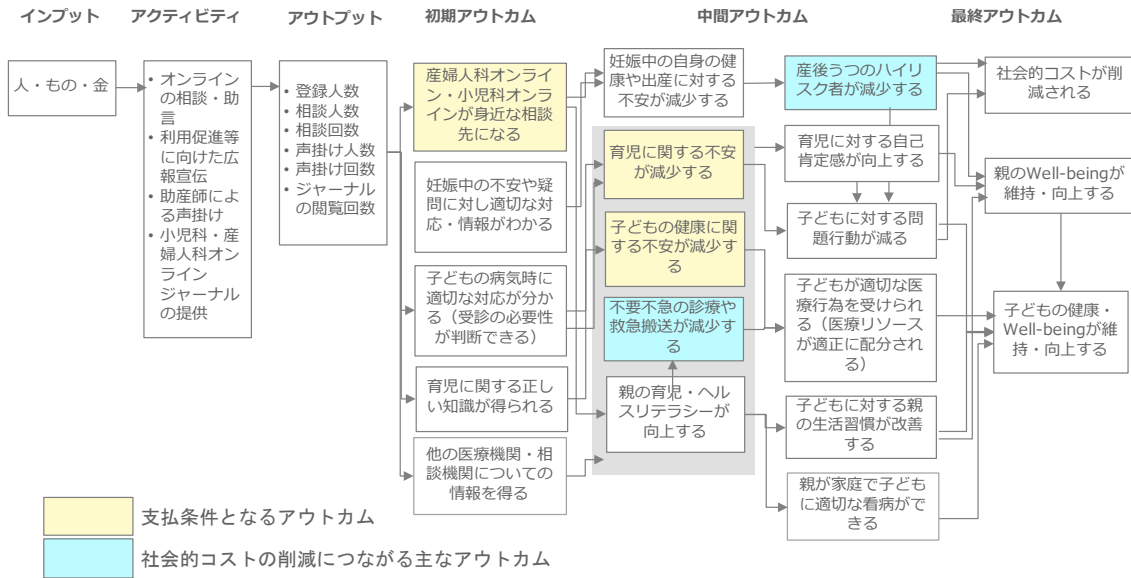 インプット
アクティビティ
アウトプット
初期アウトカム
中間アウトカム
最終アウトカム
人・もの・金
• オンライン
の相談・助
言
• 利用促進等
に向けた広
報宣伝
• 助産師によ
る声掛け
• 小児科・産
婦人科オン
ライン
ジャーナル
の提供
• 登録人数
• 相談人数
• 相談回数
• 声掛け人数
• 声掛け回数
• ジャーナル
の閲覧回数
産婦人科オンライ
ン・小児科オンラ
インが身近な相談
先になる
妊娠中の不安や疑
問に対し適切な対
応・情報がわかる
子どもの病気時に
適切な対応が分か
る（受診の必要性
が判断できる）
育児に関する正し
い知識が得られる
他の医療機関・相
談機関についての
情報を得る
妊娠中の自身の健
康や出産に対する
不安が減少する
育児に関する不安
が減少する
子どもの健康に関
する不安が減少す
る
不要不急の診療や
救急搬送が減少す
る
親の育児・ヘル
スリテラシーが
向上する
産後うつのハイリ
スク者が減少する
育児に対する自己
肯定感が向上する
子どもに対する問
題行動が減る
子どもが適切な医
療行為を受けられ
る（医療リソース
が適正に配分され
る）
子どもに対する親
の生活習慣が改善
する
親が家庭で子ども
に適切な看病がで
きる
社会的コストが削
減される
親のWell-beingが
維持・向上する
子どもの健康・
Well-beingが維
持・向上する
支払条件となるアウトカム
社会的コストの削減につながる主なアウトカム